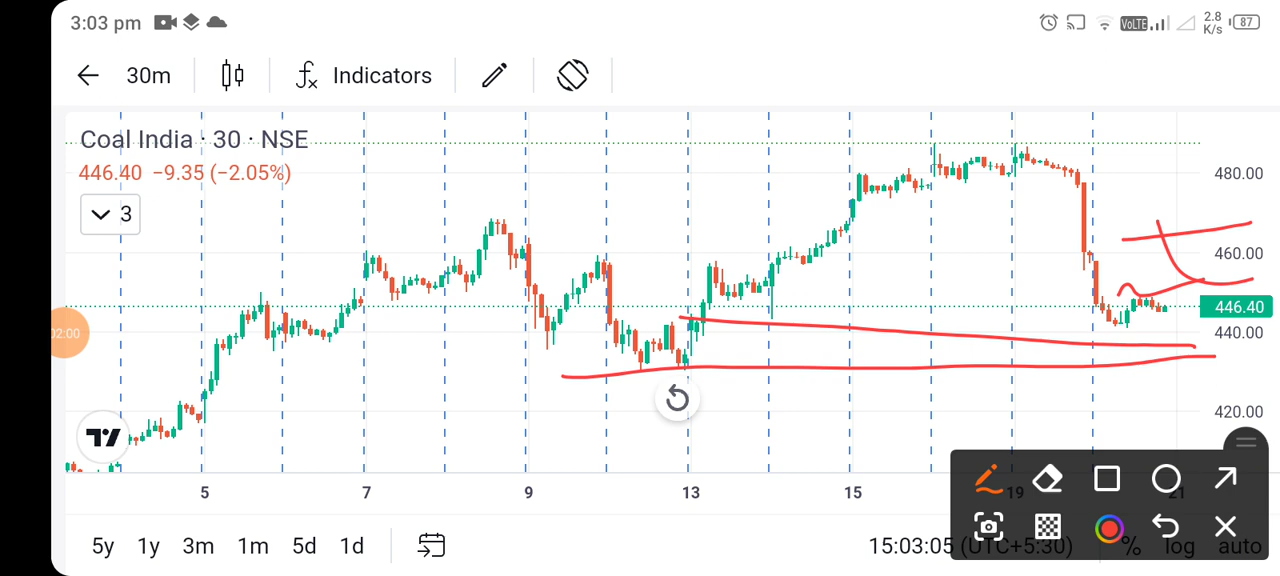 3:03 pm
VoLTE
2.8
K/s
87
30m
Indicators
Coal India · 30 · NSE
446.40 −9.35 (−2.05%)
3
480.00
460.00
446.40
440.00
420.00
02:00
5 7 9 13 15 19 21
5y 1y 3m 1m 5d 1d
15:03:05 (UTC+5:30) % log auto